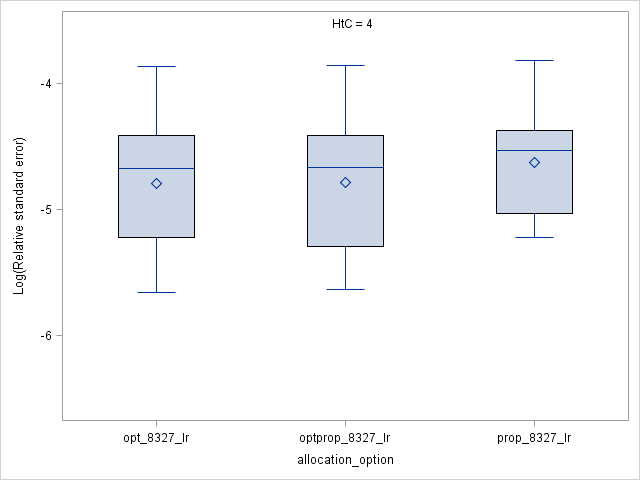 HtC = 4
-4
-5
-6
Log(Relative standard error)
opt_8327_lr
optprop_8327_lr
prop_8327_lr
allocation_option